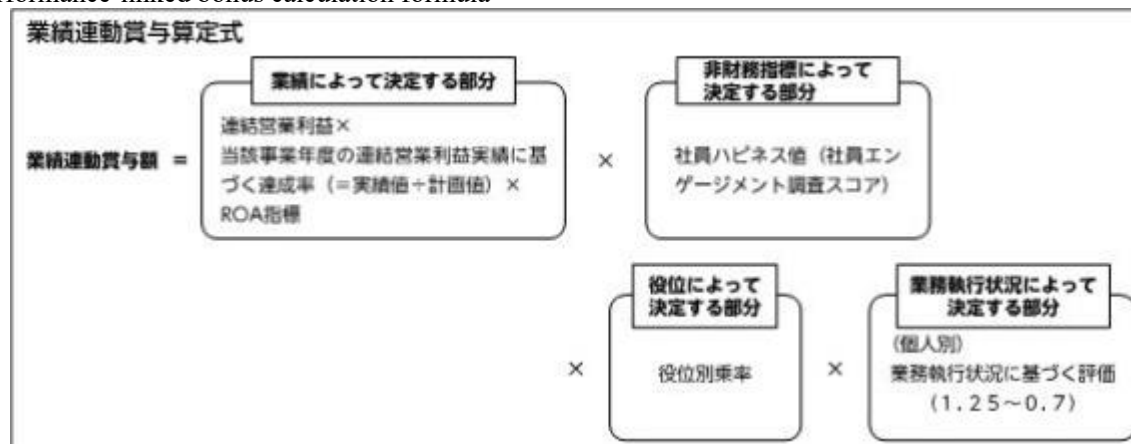 業績連動賞与算定式
業績によって決定する部分
業績連動賞与額 =
連結営業利益×
当該事業年度の連結営業利益実績に基
づく達成率（＝実績値÷計画値）×
ROA指標
×
非財務指標によって
決定する部分
社員ハピネス値（社員エン
ゲージメント調査スコア）
×
役位によって
決定する部分
役位別乗率
×
業務執行状況によって
決定する部分
(個人別)
業務執行状況に基づく評価
(1.25～0.7)